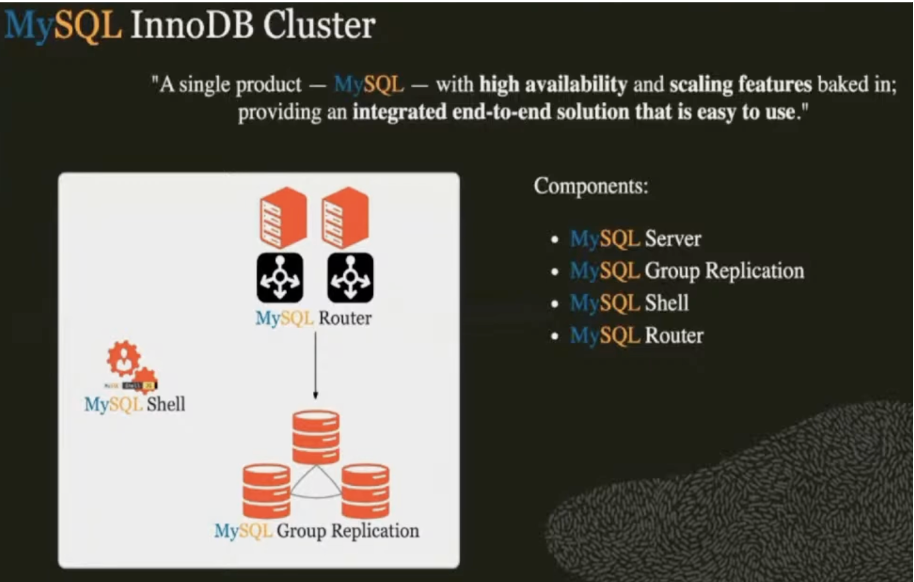 MySQL InnoDB Cluster
"A single product — MySQL — with high availability and scaling features baked in;
providing an integrated end-to-end solution that is easy to use."
MySQL Router
MySQL Shell
MySQL Group Replication
Components:
• MySQL Server
• MySQL Group Replication
• MySQL Shell
• MySQL Router